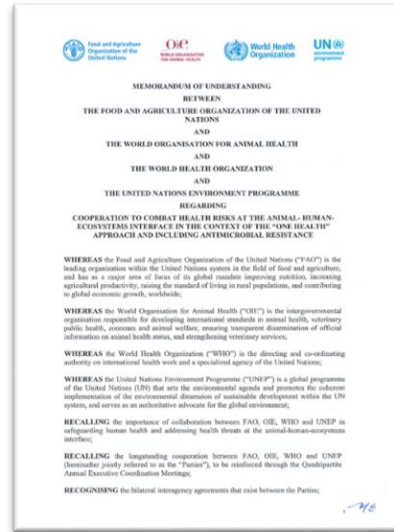 Food and Agriculture
Organization of the
United Nations
OiE
WORLD ORGANISATION
FOR ANIMAL HEALTH
World Health
Organization
UN
environment
programme
MEMORANDUM OF UNDERSTANDING
BETWEEN
THE FOOD AND AGRICULTURE ORGANIZATION OF THE UNITED
NATIONS
AND
THE WORLD ORGANISATION FOR ANIMAL HEALTH
AND
THE WORLD HEALTH ORGANIZATION
AND
THE UNITED NATIONS ENVIRONMENT PROGRAMME
REGARDING
COOPERATION TO COMBAT HEALTH RISKS AT THE ANIMAL- HUMAN-
ECOSYSTEMS INTERFACE IN THE CONTEXT OF THE "ONE HEALTH"
APPROACH AND INCLUDING ANTIMICROBIAL RESISTANCE
WHEREAS the Food and Agriculture Organization of the United Nations ("FAO") is the
leading organization within the United Nations system in the field of food and agriculture,
and has as a major area of focus of its global mandate improving nutrition, increasing
agricultural productivity, raising the standard of living in rural populations, and contributing
to global economic growth, worldwide;
WHEREAS the World Organisation for Animal Health ("OIE") is the intergovernmental
organisation responsible for developing international standards in animal health, veterinary
public health, zoonoses and animal welfare, ensuring transparent dissemination of official
information on animal health status, and strengthening veterinary services;
WHEREAS the World Health Organization ("WHO") is the directing and co-ordinating
authority on international health work and a specialized agency of the United Nations;
WHEREAS the United Nations Environment Programme ("UNEP") is a global programme
of the United Nations (UN) that sets the environmental agenda and promotes the coherent
implementation of the environmental dimension of sustainable development within the UN
system, and serves as an authoritative advocate for the global environment;
RECALLING the importance of collaboration between FAO, OIE, WHO and UNEP in
safeguarding human health and addressing health threats at the animal-human-ecosystems
interface;
RECALLING the longstanding cooperation between FAO, OIE, WHO and UNEP
(hereinafter jointly referred to as the "Parties"), to be reinforced through the Quadripartite
Annual Executive Coordination Meetings;
RECOGNISING the bilateral interagency agreements that exist between the Parties;